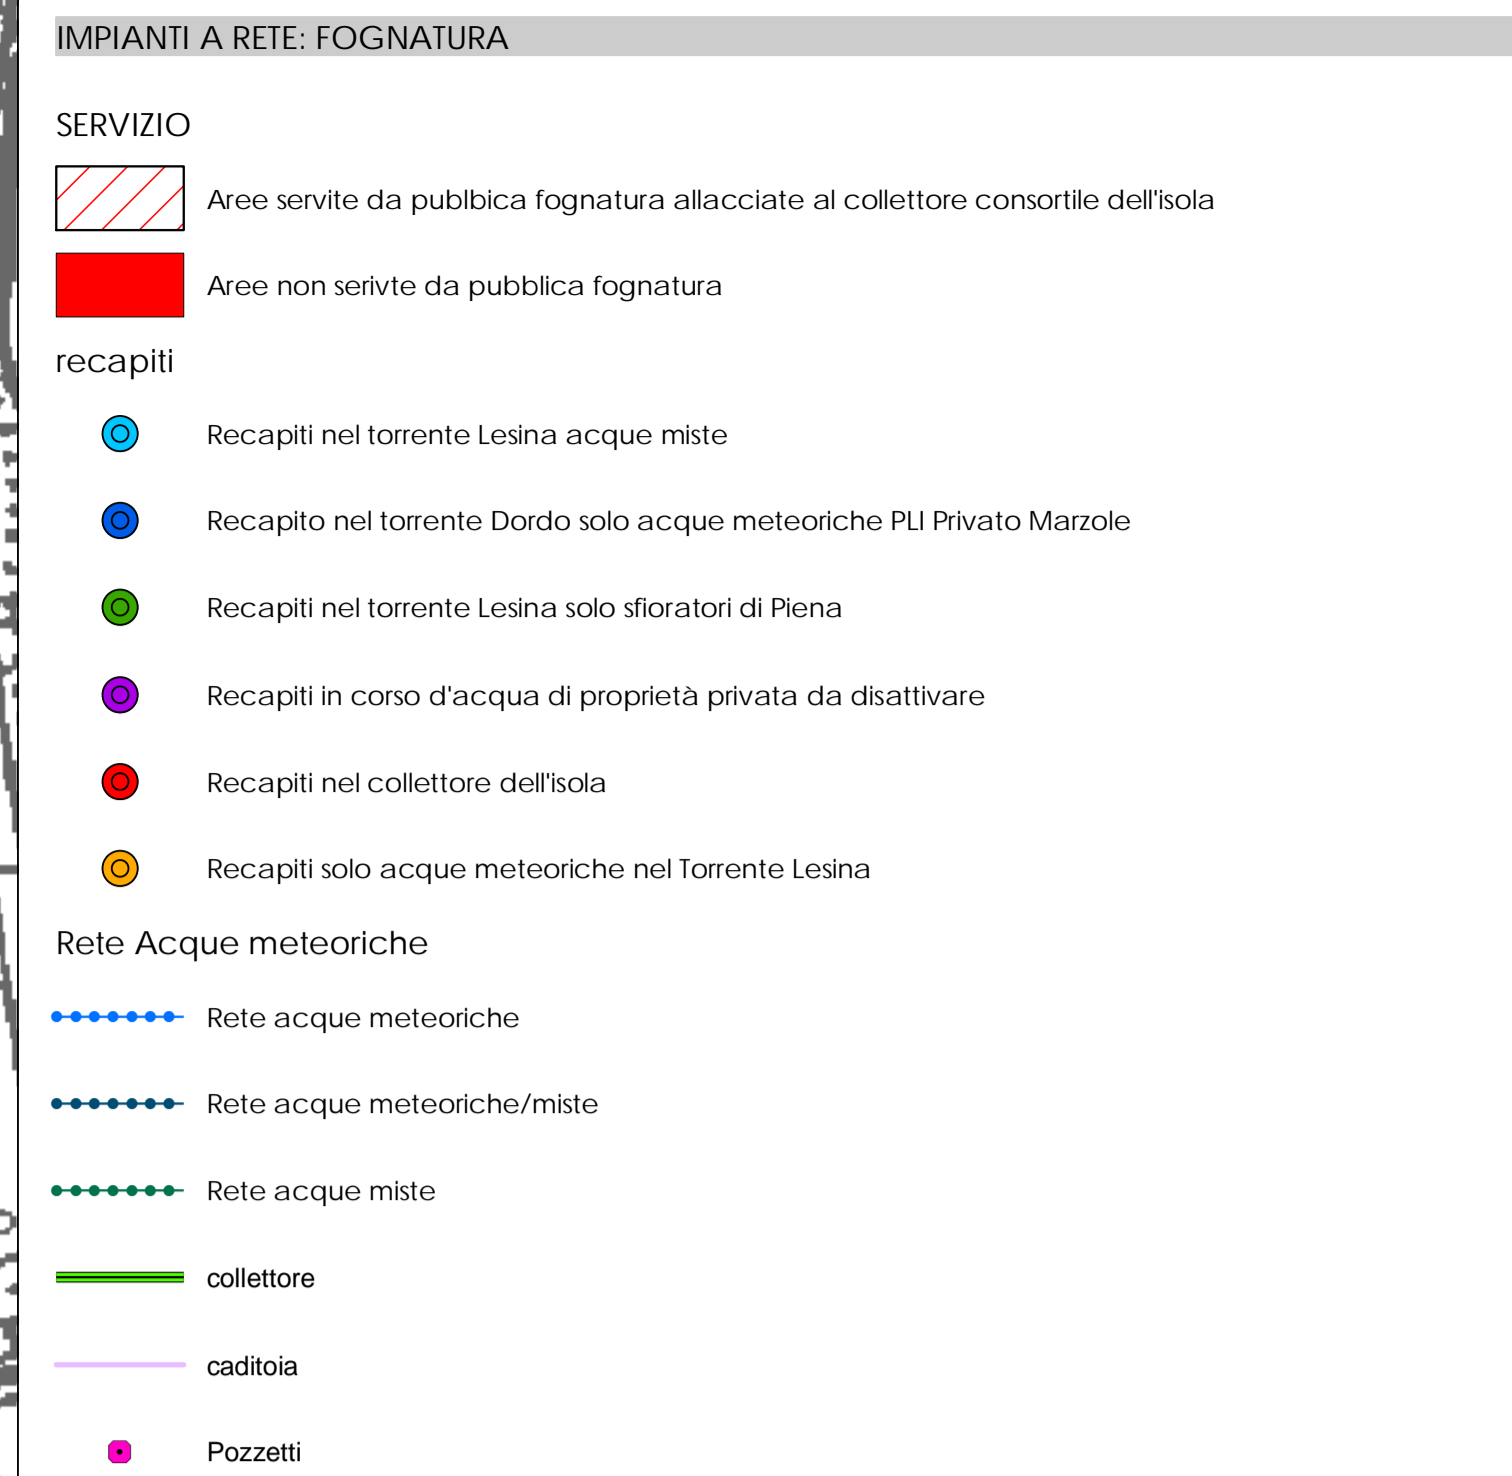 IMPIANTI A RETE: FOGNATURA
SERVIZIO
Aree servite da publbica fognatura allacciate al collettore consortile dell'isola
Aree non serivte da pubblica fognatura
recapiti
Recapiti nel torrente Lesina acque miste
Recapito nel torrente Dordo solo acque meteoriche PLI Privato Marzole
Recapiti nel torrente Lesina solo sfioratori di Piena
Recapiti in corso d'acqua di proprietà privata da disattivare
Recapiti nel collettore dell'isola
Recapiti solo acque meteoriche nel Torrente Lesina
Rete Acque meteoriche
Rete acque meteoriche
Rete acque meteoriche/miste
Rete acque miste
collettore
caditoia
Pozzetti